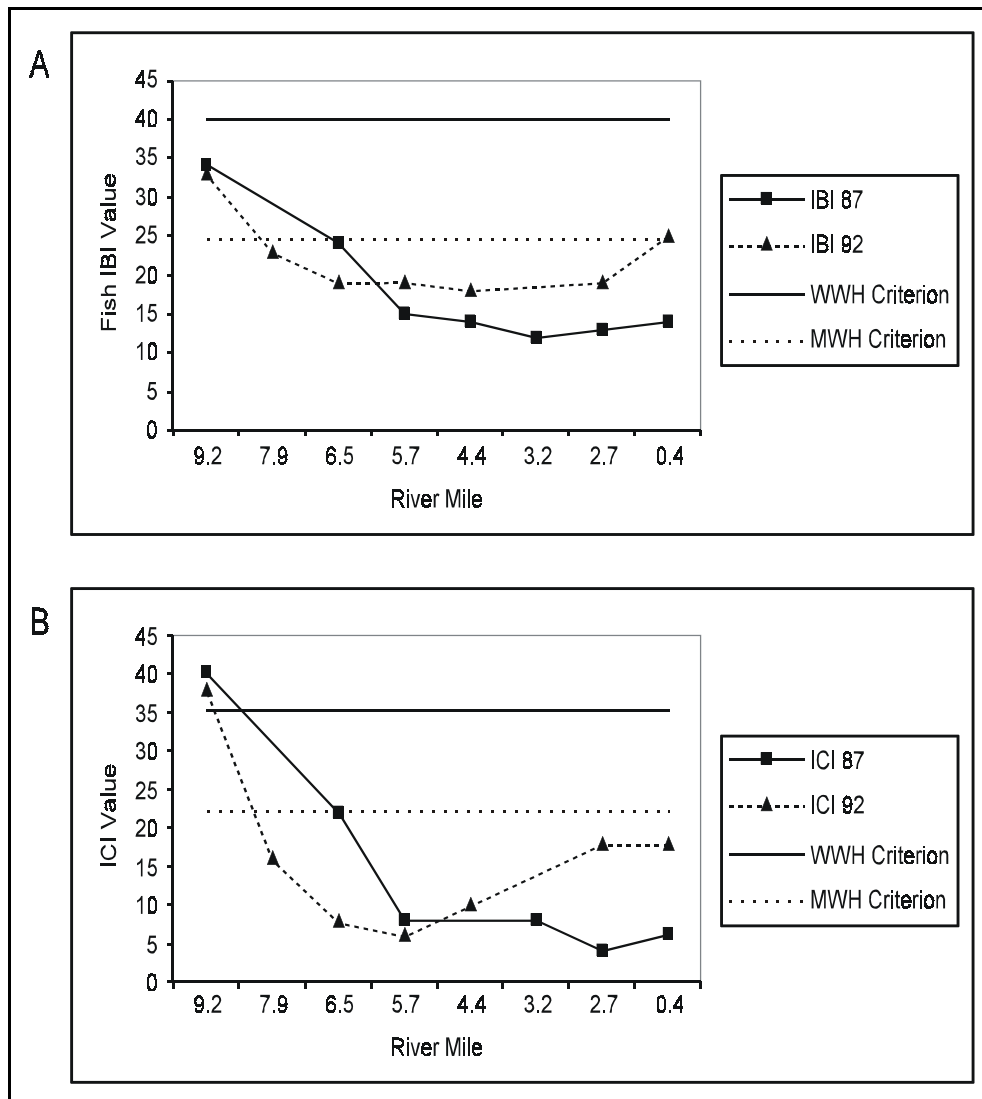 A
Fish IBI Value
45
40
35
30
25
20
15
10
5
0
9.2 7.9 6.5 5.7 4.4 3.2 2.7 0.4
River Mile
IBI 87
IBI 92
WWH Criterion
MWH Criterion
B
ICI Value
45
40
35
30
25
20
15
10
5
0
9.2 7.9 6.5 5.7 4.4 3.2 2.7 0.4
River Mile
ICI 87
ICI 92
WWH Criterion
MWH Criterion